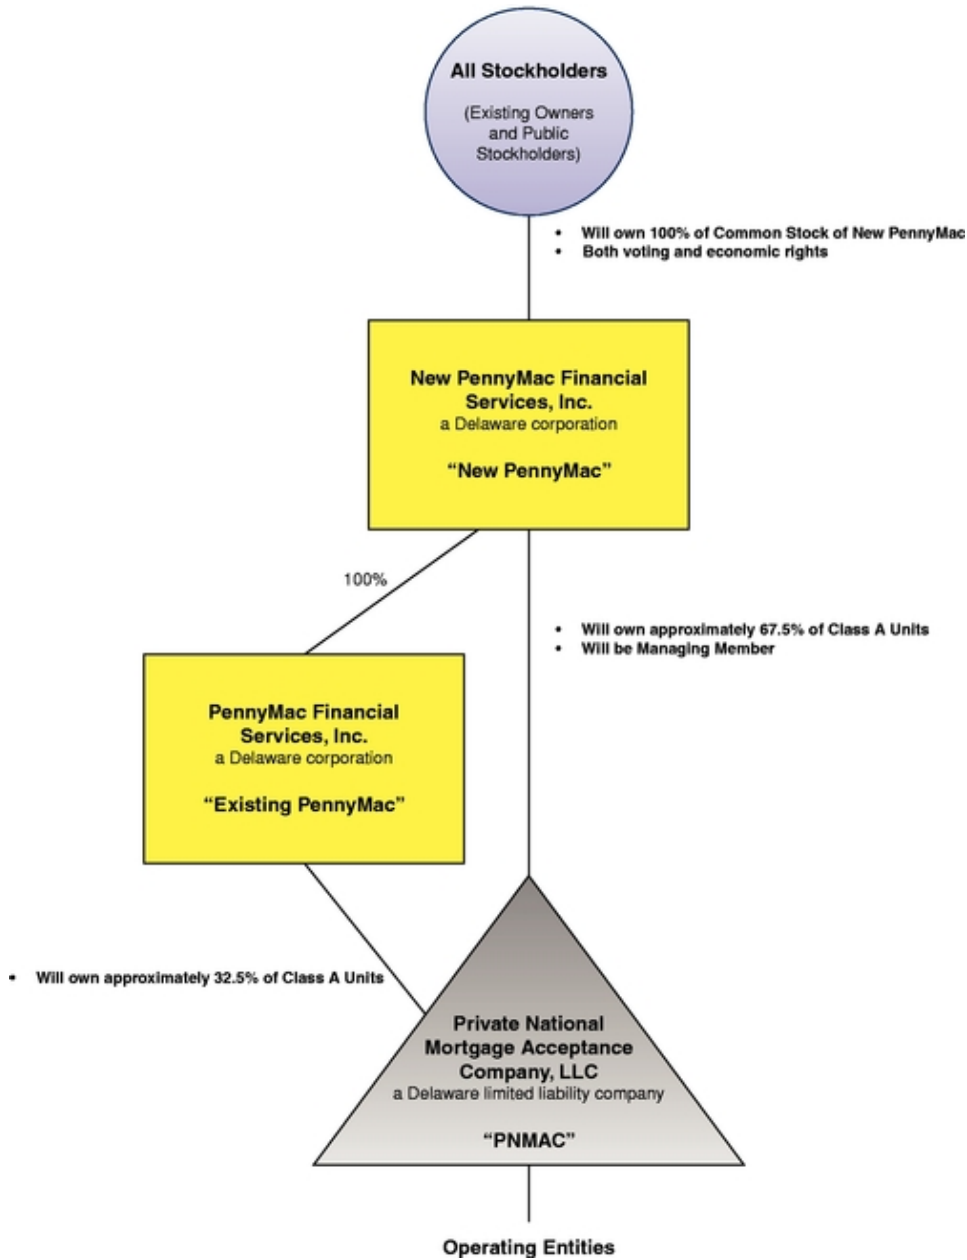 All Stockholders
(Existing Owners
and Public
Stockholders)
• Will own 100% of Common Stock of New PennyMac
• Both voting and economic rights
New PennyMac Financial
Services, Inc.
a Delaware corporation
“New PennyMac”
100%
• Will own approximately 67.5% of Class A Units
• Will be Managing Member
PennyMac Financial
Services, Inc.
a Delaware corporation
“Existing PennyMac”
• Will own approximately 32.5% of Class A Units
Private National
Mortgage Acceptance
Company, LLC
a Delaware limited liability company
“PNMAC”
Operating Entities